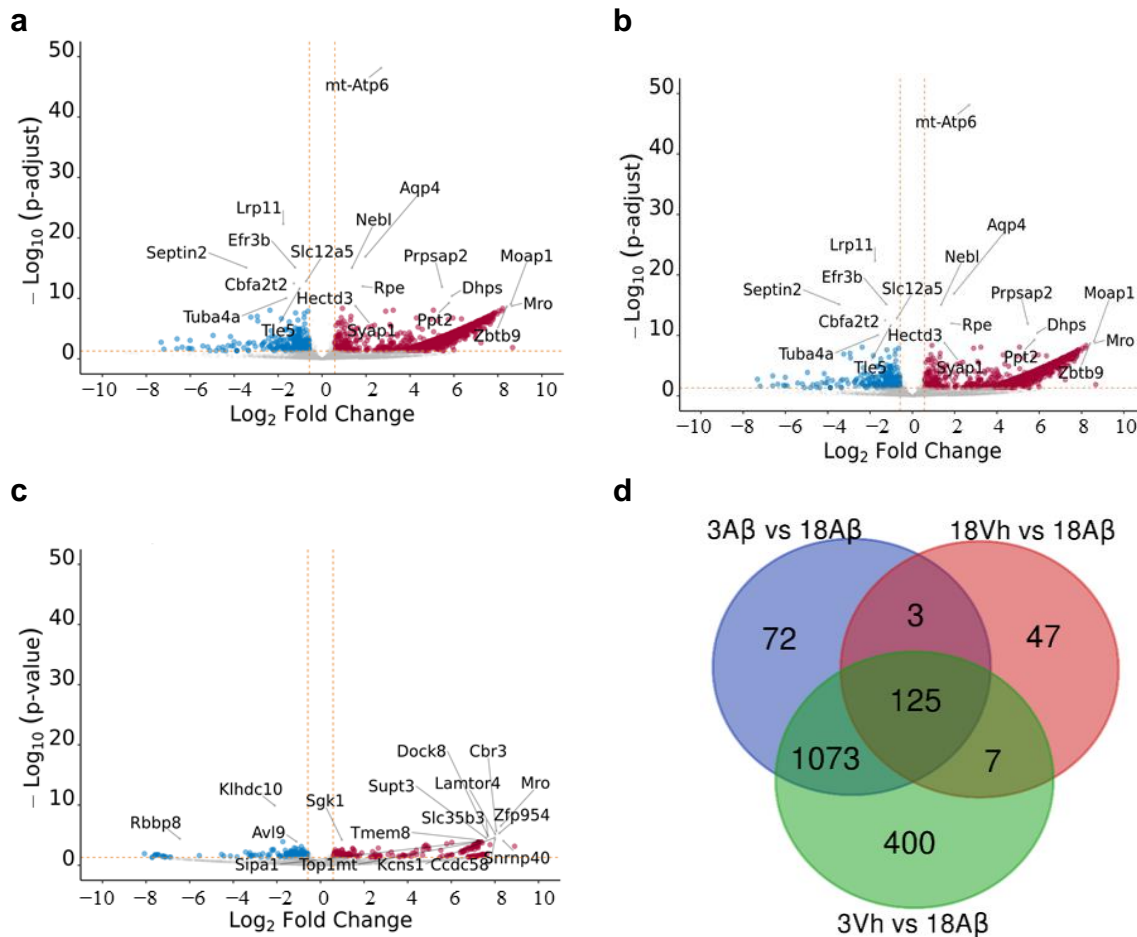 a
50
40
30
20
10
0
− Log10 (p-adjust)
mt-Atp6
Aqp4
Lrp11
Nebl
Efr3b
Slc12a5
Septin2
Prpsap2
Moap1
Cbfa2t2
Rpe
Dhps
Hectd3
Mro
Tuba4a
Ppt2
Tle5
Syap1
Zbtb9
−10 −8 −6 −4 −2 0 2 4 6 8 10
Log2 Fold Change
b
50
40
30
20
10
0
− Log10 (p-adjust)
mt-Atp6
Aqp4
Lrp11
Nebl
Efr3b
Septin2
Slc12a5
Prpsap2
Moap1
Cbfa2t2
Rpe
Dhps
Hectd3
Mro
Tuba4a
Ppt2
Tle5
Syap1
Zbtb9
−10 −8 −6 −4 −2 0 2 4 6 8 10
Log2 Fold Change
c
50
40
30
20
10
0
− Log10 (p-value)
Dock8
Cbr3
Klhdc10
Supt3
Lamtor4
Mro
Sgk1
Rbbp8
Slc35b3
Zfp954
Avl9
Tmem8
Snrnp40
Sipa1
Top1mt
Kcns1
Ccdc58
−10 −8 −6 −4 −2 0 2 4 6 8 10
Log2 Fold Change
d
3Aβ vs 18Aβ
18Vh vs 18Aβ
72
3
47
125
1073
7
400
3Vh vs 18Aβ